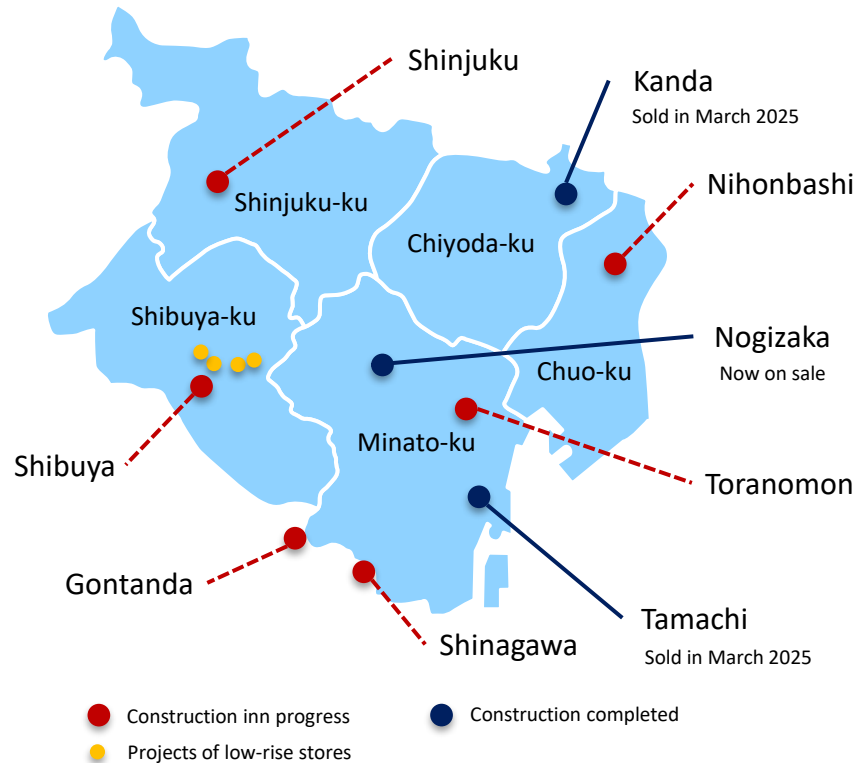 Shinjuku
Kanda
Sold in March 2025
Nihonbashi
Shinjuku-ku
Chiyoda-ku
Shibuya-ku
Nogizaka
Now on sale
Chuo-ku
Minato-ku
Shibuya
Toranomon
Gontanda
Shinagawa
Tamachi
Sold in March 2025
Construction inn progress
Construction completed
Projects of low-rise stores